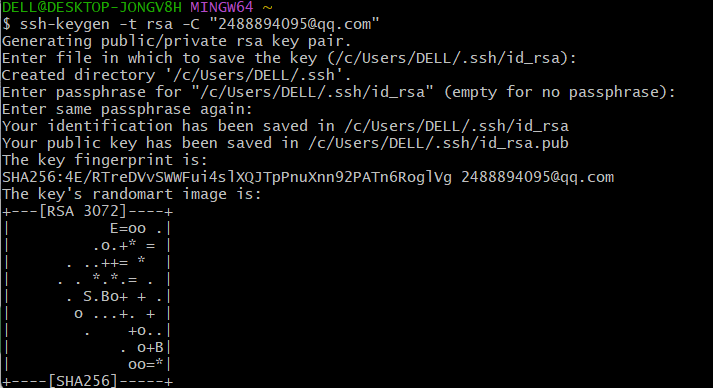 DELL@DESKTOP-JONGV8H MINGW64 ~
$ ssh-keygen -t rsa -C "2488894095@qq.com"
Generating public/private rsa key pair.
Enter file in which to save the key (/c/Users/DELL/.ssh/id_rsa):
Created directory '/c/Users/DELL/.ssh'.
Enter passphrase for "/c/Users/DELL/.ssh/id_rsa" (empty for no passphrase):
Enter same passphrase again:
Your identification has been saved in /c/Users/DELL/.ssh/id_rsa
Your public key has been saved in /c/Users/DELL/.ssh/id_rsa.pub
The key fingerprint is:
SHA256:4E/RTreDVvSWWFui4slXQJTpPnuXnn92PATn6RoglVg 2488894095@qq.com
The key's randomart image is:
+---[RSA 3072]----+
|           E=oo .|
|         .o.+* = |
|      . ..++= *  |
|     . . *.*.= . |
|      . S.Bo+ + .|
|       o ...+. + |
|        .    +o..|
|            . o+B|
|             oo=*|
+----[SHA256]-----+